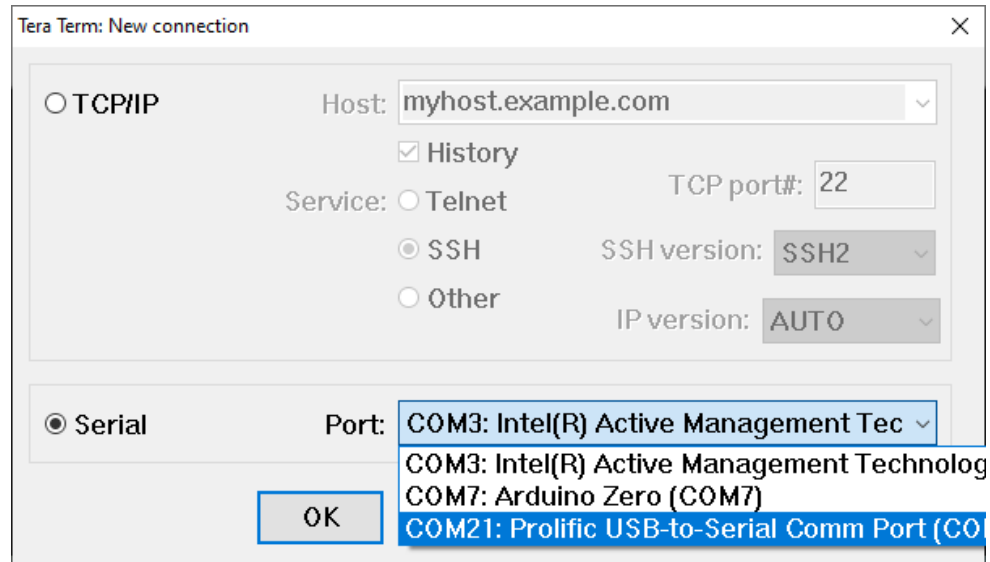 Tera Term: New connection
TCP/IP
Host: myhost.example.com
History
Service: Telnet
TCP port#: 22
SSH
SSH version: SSH2
Other
IP version: AUTO
Serial
Port: COM3: Intel(R) Active Management Tec
COM3: Intel(R) Active Management Technolog
COM7: Arduino Zero (COM7)
OK
COM21: Prolific USB-to-Serial Comm Port (CO